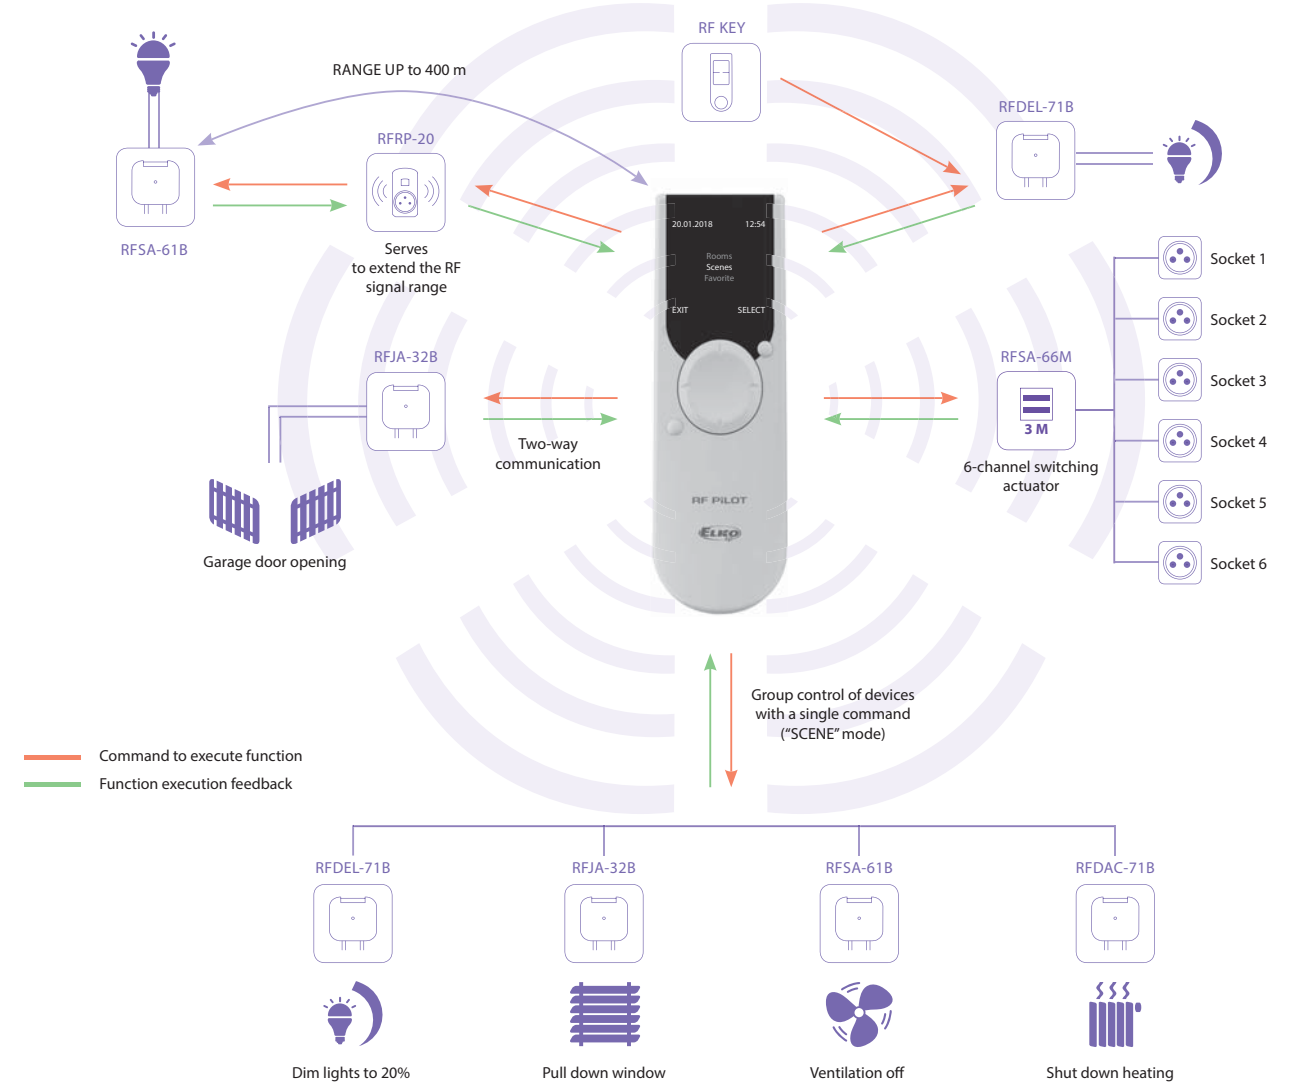 RF KEY
RANGE UP to 400 m
RFDEL-71B
RFRP-20
RFSA-61B
Serves
to extend the RF
signal range
20.01.2018 12:54
Rooms
Scenes
Favorite
EXIT SELECT
Socket 1
Socket 2
Socket 3
Socket 4
Socket 5
Socket 6
RFJA-32B
RFSA-66M
3 M
Two-way
communication
6-channel switching
actuator
RF PILOT
ELKO
Garage door opening
Group control of devices
with a single command
("SCENE" mode)
Command to execute function
Function execution feedback
RFDEL-71B
RFJA-32B
RFSA-61B
RFDAC-71B
Dim lights to 20%
Pull down window
Ventilation off
Shut down heating